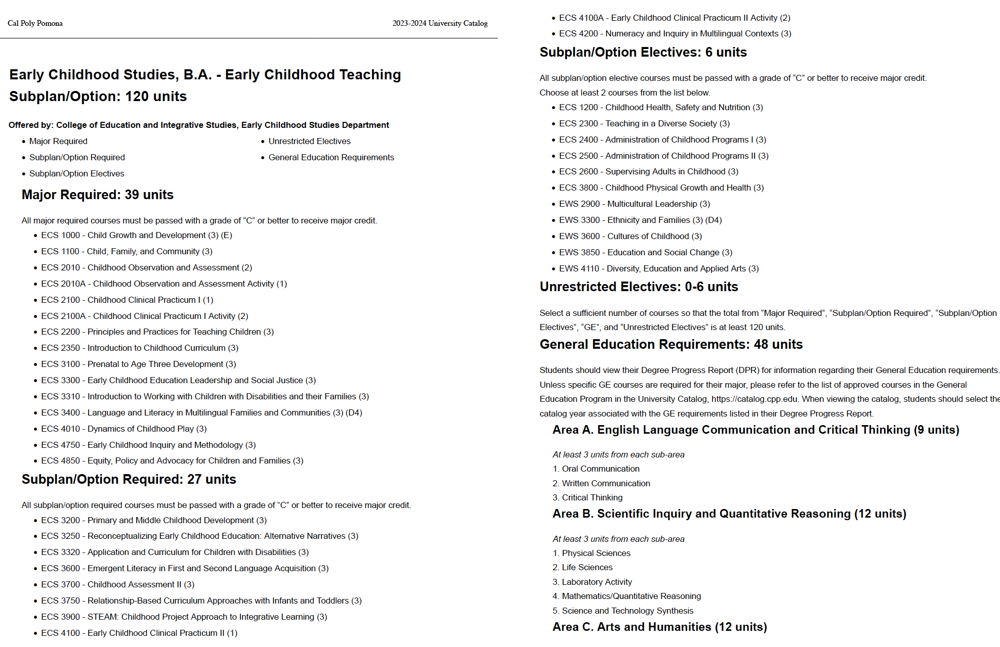 Cal Poly Pomona
2023-2024 University Catalog
Early Childhood Studies, B.A. - Early Childhood Teaching
Subplan/Option: 120 units
Offered by: College of Education and Integrative Studies, Early Childhood Studies Department
• Major Required
• Subplan/Option Required
• Subplan/Option Electives
• Unrestricted Electives
• General Education Requirements
Major Required: 39 units
All major required courses must be passed with a grade of “C” or better to receive major credit.
• ECS 1000 - Child Growth and Development (3) (E)
• ECS 1100 - Child, Family, and Community (3)
• ECS 2010 - Childhood Observation and Assessment (2)
• ECS 2010A - Childhood Observation and Assessment Activity (1)
• ECS 2100 - Childhood Clinical Practicum I (1)
• ECS 2100A - Childhood Clinical Practicum I Activity (2)
• ECS 2200 - Principles and Practices for Teaching Children (3)
• ECS 2350 - Introduction to Childhood Curriculum (3)
• ECS 3100 - Prenatal to Age Three Development (3)
• ECS 3300 - Early Childhood Education Leadership and Social Justice (3)
• ECS 3310 - Introduction to Working with Children with Disabilities and their Families (3)
• ECS 3400 - Language and Literacy in Multilingual Families and Communities (3) (D4)
• ECS 4010 - Dynamics of Childhood Play (3)
• ECS 4750 - Early Childhood Inquiry and Methodology (3)
• ECS 4850 - Equity, Policy and Advocacy for Children and Families (3)
Subplan/Option Required: 27 units
All subplan/option required courses must be passed with a grade of “C” or better to receive major credit.
• ECS 3200 - Primary and Middle Childhood Development (3)
• ECS 3250 - Reconceptualizing Early Childhood Education: Alternative Narratives (3)
• ECS 3320 - Application and Curriculum for Children with Disabilities (3)
• ECS 3600 - Emergent Literacy in First and Second Language Acquisition (3)
• ECS 3700 - Childhood Assessment II (3)
• ECS 3750 - Relationship-Based Curriculum Approaches with Infants and Toddlers (3)
• ECS 3900 - STEAM: Childhood Project Approach to Integrative Learning (3)
• ECS 4100 - Early Childhood Clinical Practicum II (1)
• ECS 4100A - Early Childhood Clinical Practicum II Activity (2)
• ECS 4200 - Numeracy and Inquiry in Multilingual Contexts (3)
Subplan/Option Electives: 6 units
All subplan/option elective courses must be passed with a grade of “C” or better to receive major credit.
Choose at least 2 courses from the list below.
• ECS 1200 - Childhood Health, Safety and Nutrition (3)
• ECS 2300 - Teaching in a Diverse Society (3)
• ECS 2400 - Administration of Childhood Programs I (3)
• ECS 2500 - Administration of Childhood Programs II (3)
• ECS 2600 - Supervising Adults in Childhood (3)
• ECS 3800 - Childhood Physical Growth and Health (3)
• EWS 2900 - Multicultural Leadership (3)
• EWS 3300 - Ethnicity and Families (3) (D4)
• EWS 3600 - Cultures of Childhood (3)
• EWS 3850 - Education and Social Change (3)
• EWS 4110 - Diversity, Education and Applied Arts (3)
Unrestricted Electives: 0-6 units
Select a sufficient number of courses so that the total from “Major Required”, “Subplan/Option Required”, “Subplan/Option
Electives”, “GE”, and “Unrestricted Electives” is at least 120 units.
General Education Requirements: 48 units
Students should view their Degree Progress Report (DPR) for information regarding their General Education requirements.
Unless specific GE courses are required for their major, please refer to the list of approved courses in the General
Education Program in the University Catalog, https://catalog.cpp.edu. When viewing the catalog, students should select the
catalog year associated with the GE requirements listed in their Degree Progress Report.
Area A. English Language Communication and Critical Thinking (9 units)
At least 3 units from each sub-area
1. Oral Communication
2. Written Communication
3. Critical Thinking
Area B. Scientific Inquiry and Quantitative Reasoning (12 units)
At least 3 units from each sub-area
1. Physical Sciences
2. Life Sciences
3. Laboratory Activity
4. Mathematics/Quantitative Reasoning
5. Science and Technology Synthesis
Area C. Arts and Humanities (12 units)